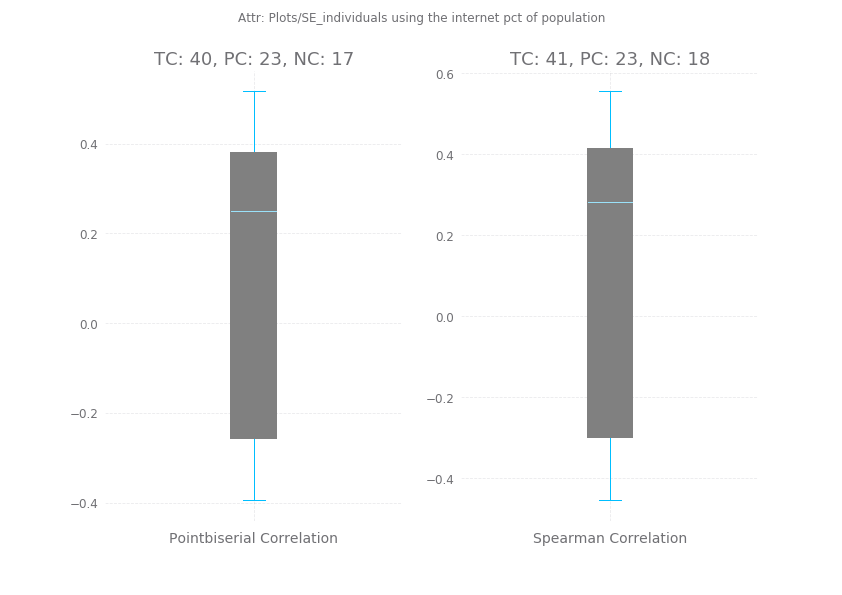 Attr: Plots/SE_individuals using the internet pct of population
TC: 40, PC: 23, NC: 17
0.4
0.2
0.0
−0.2
−0.4
Pointbiserial Correlation
TC: 41, PC: 23, NC: 18
0.6
0.4
0.2
0.0
−0.2
−0.4
Spearman Correlation